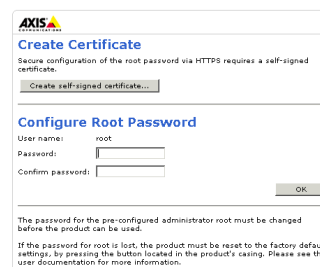 AXIS
COMMUNICATIONS
Create Certificate
Secure configuration of the root password via HTTPS requires a self-signed
certificate.
Create self-signed certificate...
Configure Root Password
User name: root
Password:
Confirm password:
OK
The password for the pre-configured administrator root must be changed
before the product can be used.
If the password for root is lost, the product must be reset to the factory defau
settings, by pressing the button located in the product's casing. Please see th
user documentation for more information.